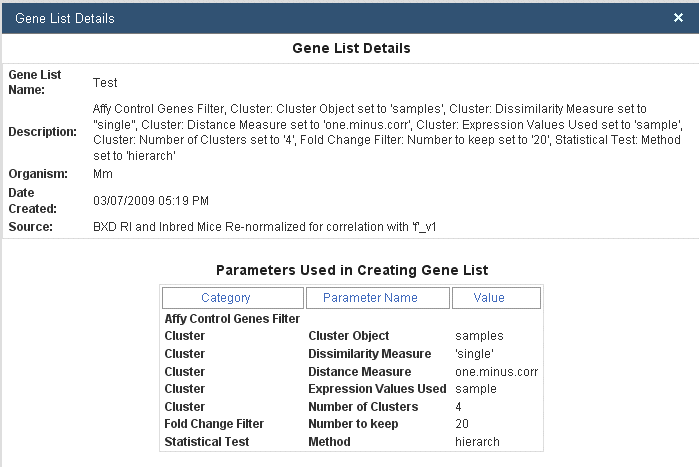 Gene List Details ×
Gene List Details
Gene List Name: Test
Description: Affy Control Genes Filter, Cluster: Cluster Object set to 'samples', Cluster: Dissimilarity Measure set to
"single", Cluster: Distance Measure set to 'one.minus.corr', Cluster: Expression Values Used set to 'sample',
Cluster: Number of Clusters set to '4', Fold Change Filter: Number to keep set to '20', Statistical Test: Method
set to 'hierarch'
Organism: Mm
Date Created: 03/07/2009 05:19 PM
Source: BXD RI and Inbred Mice Re-normalized for correlation with 'f'_v1
Parameters Used in Creating Gene List
Category Parameter Name Value
Affy Control Genes Filter
Cluster Cluster Object samples
Cluster Dissimilarity Measure 'single'
Cluster Distance Measure one.minus.corr
Cluster Expression Values Used sample
Cluster Number of Clusters 4
Fold Change Filter Number to keep 20
Statistical Test Method hierarch